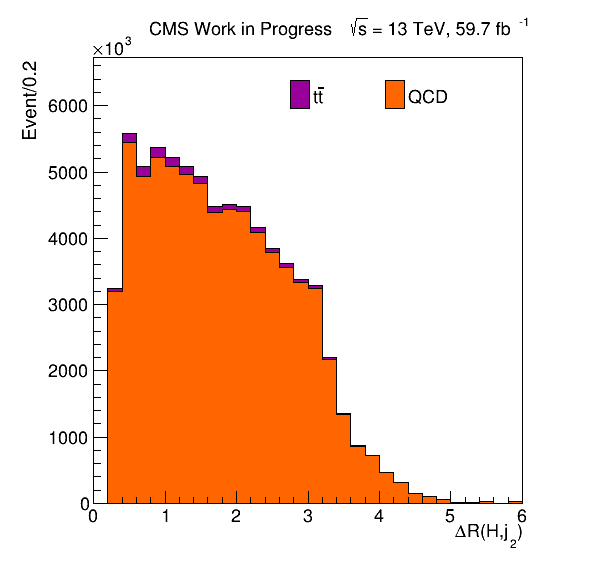 CMS Work in Progress √s = 13 TeV, 59.7 fb⁻¹
×10³
Event/0.2
tt̄ QCD
6000
5000
4000
3000
2000
1000
0
0 1 2 3 4 5 6
ΔR(H,j₂)